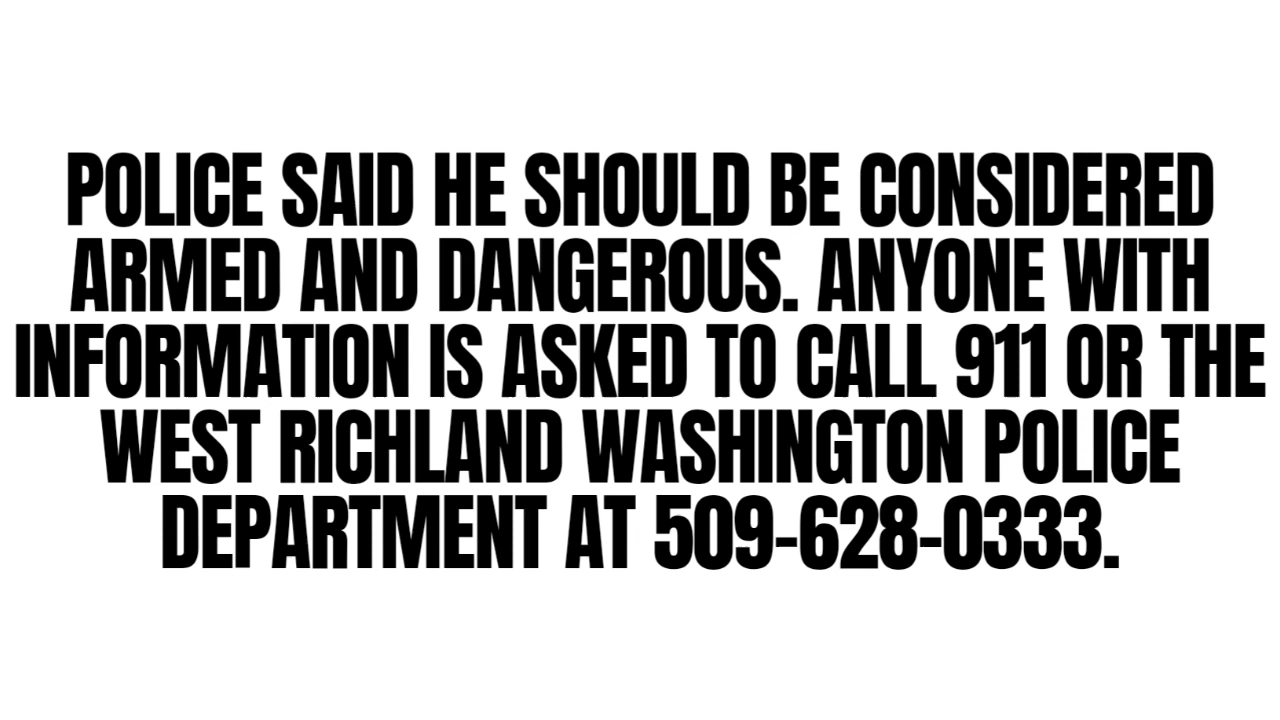 POLICE SAID HE SHOULD BE CONSIDERED
ARMED AND DANGEROUS. ANYONE WITH
INFORMATION IS ASKED TO CALL 911 OR THE
WEST RICHLAND WASHINGTON POLICE
DEPARTMENT AT 509-628-0333.